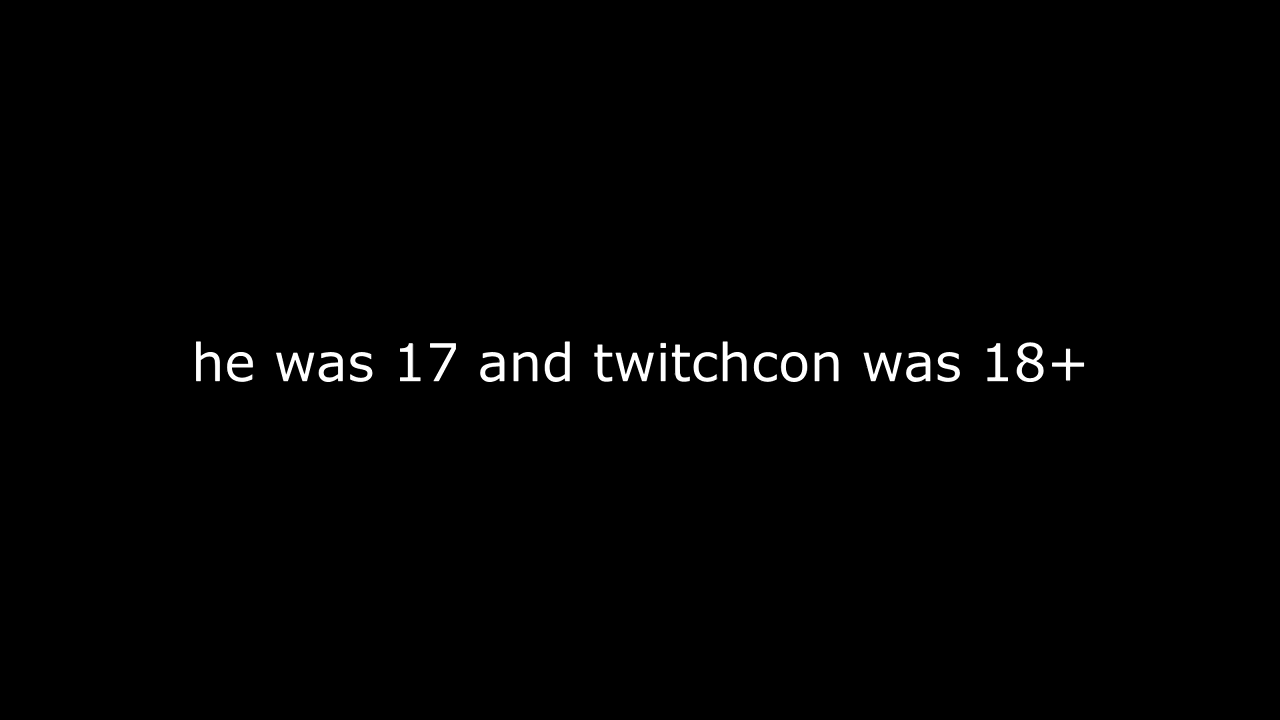 he was 17 and twitchcon was 18+